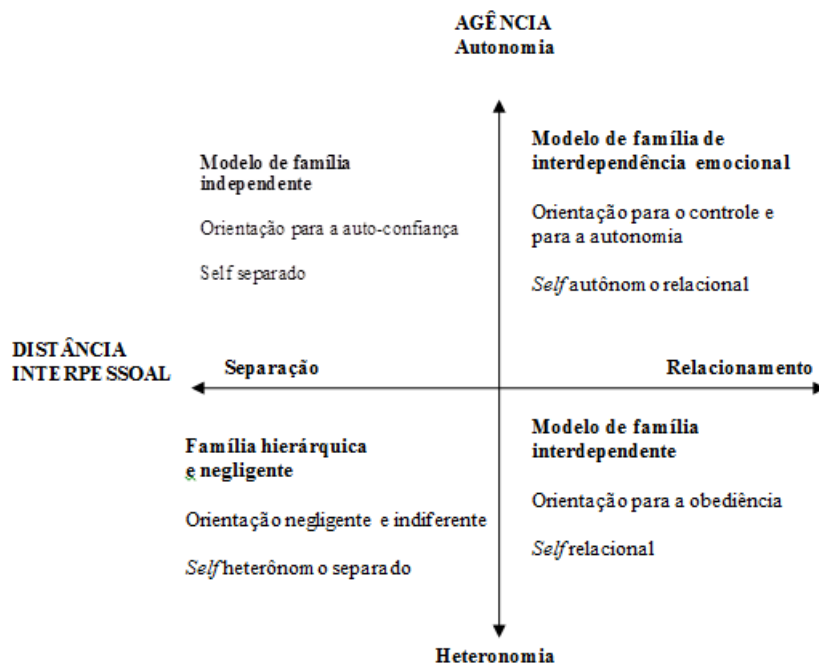 AGÊNCIA
Autonomia
Modelo de família
independente
Orientação para a auto-confiança
Self separado
Modelo de família de
interdependência emocional
Orientação para o controle e
para a autonomia
Self autônom o relacional
DISTÂNCIA
INTERPESSOAL
Separação
Relacionamento
Família hierárquica
e negligente
Orientação negligente e indiferente
Self heterônom o separado
Modelo de família
interdependente
Orientação para a obediência
Self relacional
Heteronomia